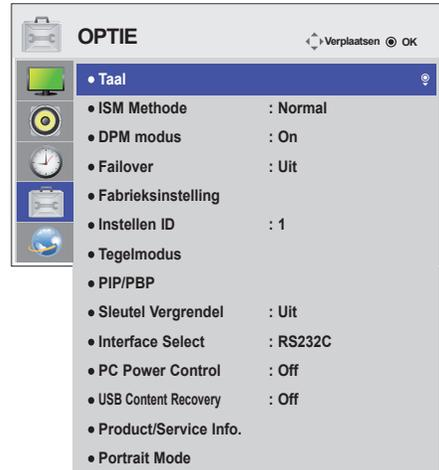 OPTIE
Verplaatsen OK
• Taal
• ISM Methode : Normal
• DPM modus : On
• Failover : Uit
• Fabrieksinstelling
• Instellen ID : 1
• Tegelmodus
• PIP/PBP
• Sleutel Vergrendel : Uit
• Interface Select : RS232C
• PC Power Control : Off
• USB Content Recovery : Off
• Product/Service Info.
• Portrait Mode